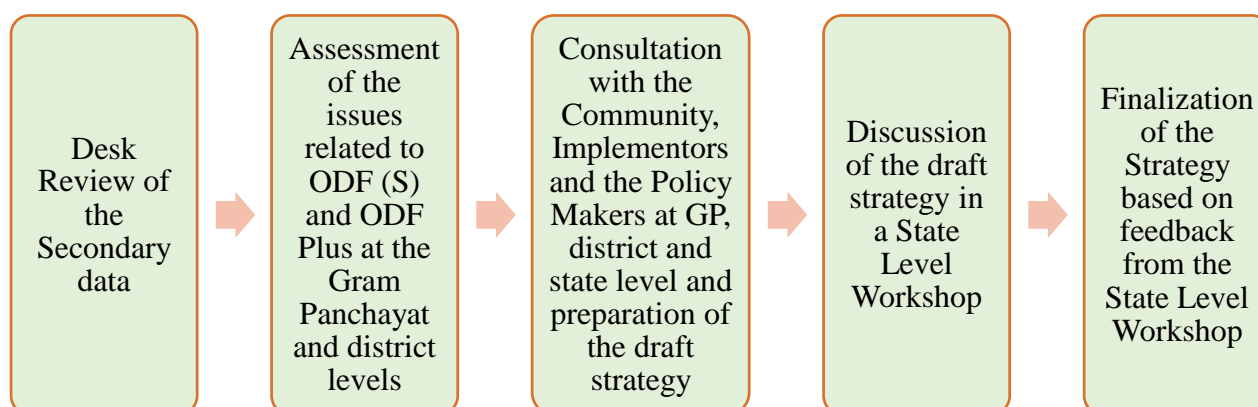 Desk
Review of
the
Secondary
data
Assessment
of the
issues
related to
ODF (S)
and ODF
Plus at the
Gram
Panchayat
and district
levels
Consultation
with the
Community,
Implementors
and the Policy
Makers at GP,
district and
state level and
preparation of
the draft
strategy
Discussion
of the draft
strategy in
a State
Level
Workshop
Finalization
of the
Strategy
based on
feedback
from the
State Level
Workshop